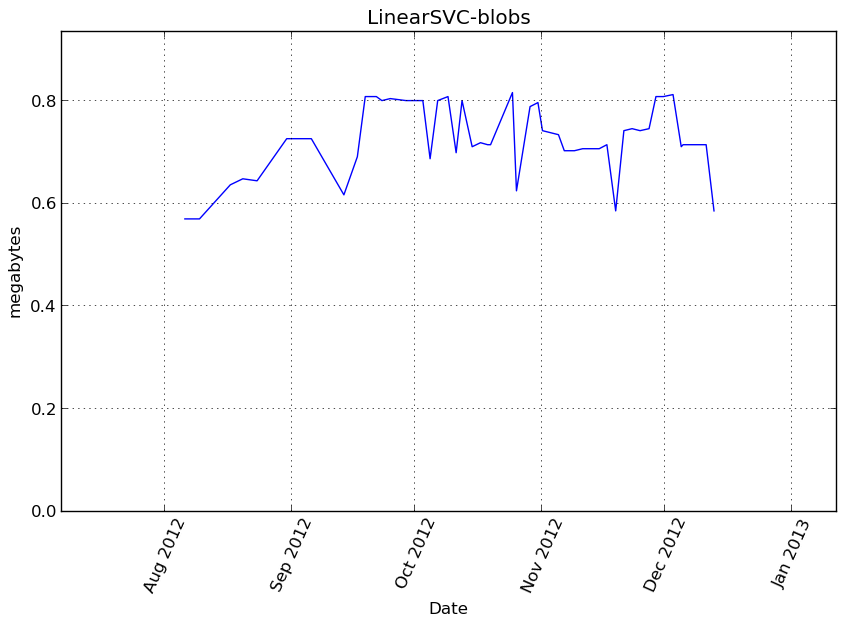 LinearSVC-blobs
megabytes
0.8
0.6
0.4
0.2
0.0
Aug 2012
Sep 2012
Oct 2012
Nov 2012
Dec 2012
Jan 2013
Date